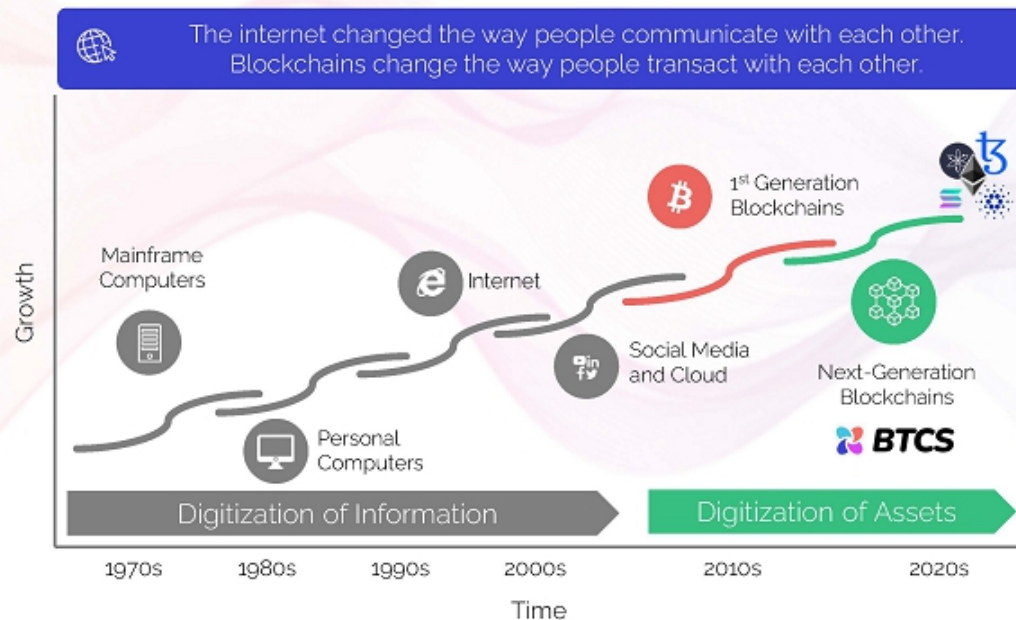 The internet changed the way people communicate with each other.
Blockchains change the way people transact with each other.
Growth
Mainframe
Computers
Personal
Computers
Internet
Social Media
and Cloud
1st Generation
Blockchains
Next-Generation
Blockchains
BTCS
Digitization of Information
Digitization of Assets
1970s
1980s
1990s
2000s
2010s
2020s
Time